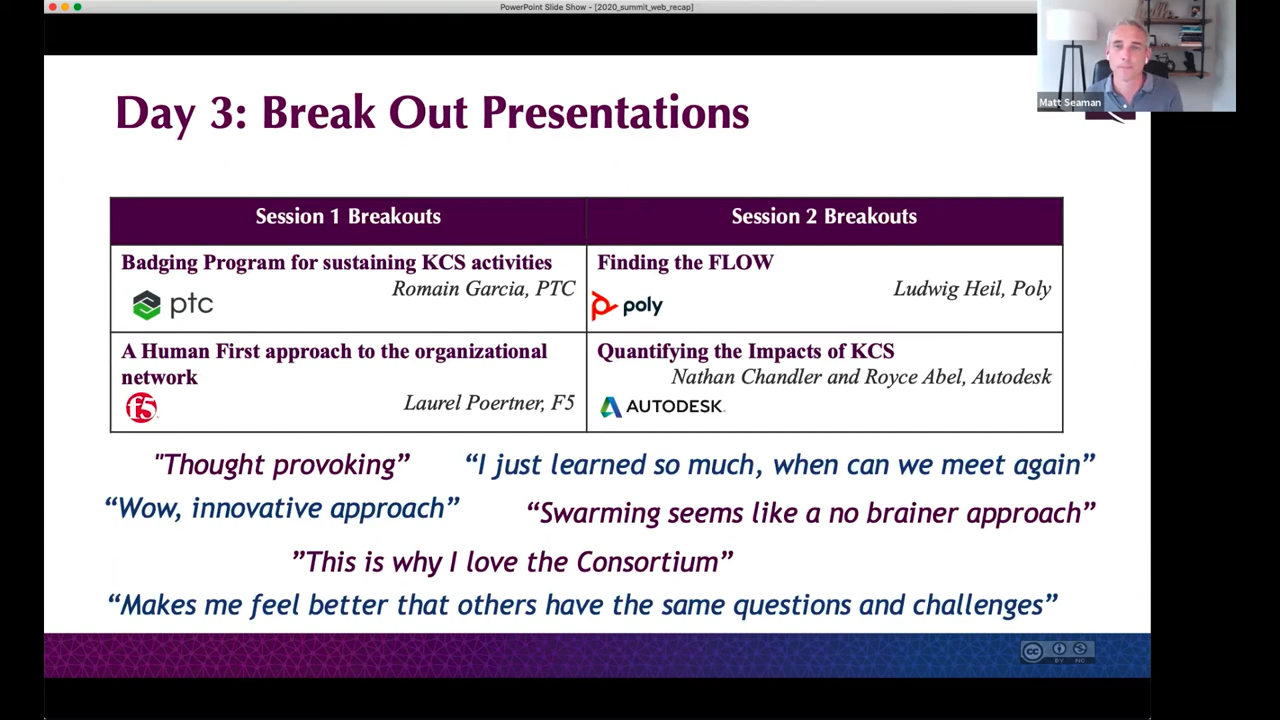 PowerPoint Slide Show - [2020_summit_web_recap]
Matt Seaman
Day 3: Break Out Presentations
Session 1 Breakouts
Session 2 Breakouts
Badging Program for sustaining KCS activities
Romain Garcia, PTC
ptc
Finding the FLOW
Ludwig Heil, Poly
poly
A Human First approach to the organizational
network
Laurel Poertner, F5
f5
Quantifying the Impacts of KCS
Nathan Chandler and Royce Abel, Autodesk
AUTODESK.
"Thought provoking”
“I just learned so much, when can we meet again”
“Wow, innovative approach”
“Swarming seems like a no brainer approach”
”This is why I love the Consortium”
“Makes me feel better that others have the same questions and challenges”
cc
BY NC